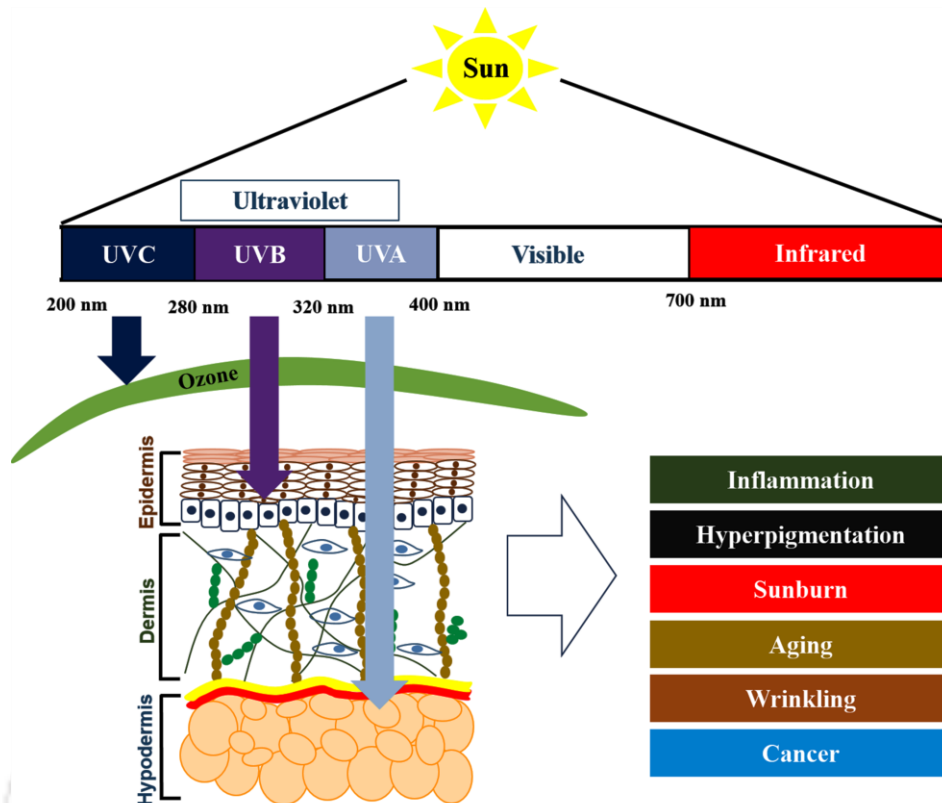 Sun
Ultraviolet
UVC UVB UVA Visible Infrared
200 nm 280 nm 320 nm 400 nm 700 nm
Ozone
Epidermis
Dermis
Hypodermis
Inflammation
Hyperpigmentation
Sunburn
Aging
Wrinkling
Cancer